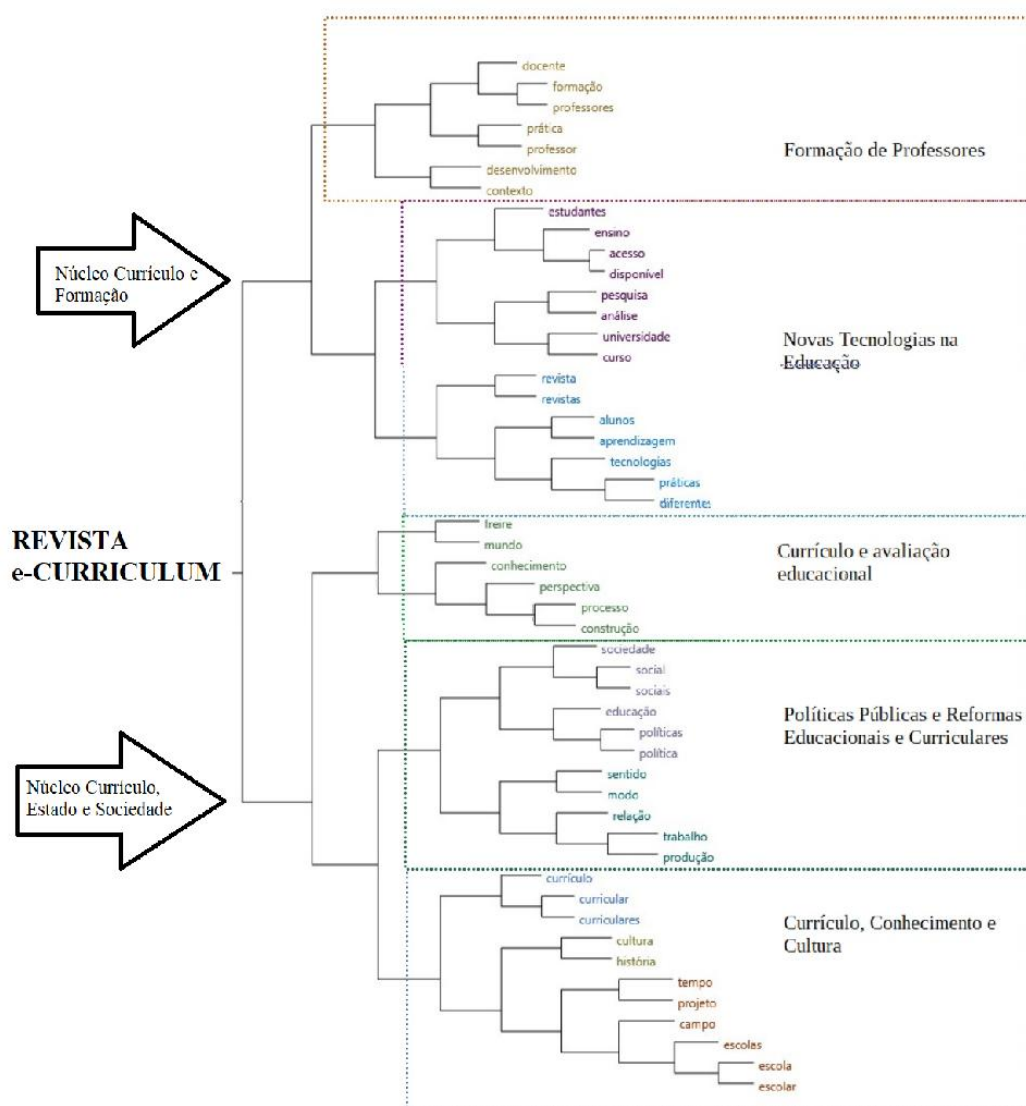 docente
formação
professores
prática
professor
desenvolvimento
contexto
Formação de Professores
estudantes
ensino
acesso
disponível
pesquisa
análise
universidade
curso
revista
revistas
alunos
aprendizagem
tecnologias
práticas
diferentes
Novas Tecnologias na
Educação
Núcleo Currículo e
Formação
REVISTA
e-CURRICULUM
freire
mundo
conhecimento
perspectiva
processo
construção
Currículo e avaliação
educacional
sociedade
social
sociais
educação
políticas
política
sentido
modo
relação
trabalho
produção
Políticas Públicas e Reformas
Educacionais e Curriculares
Núcleo Currículo,
Estado e Sociedade
currículo
curricular
curriculares
cultura
história
tempo
projeto
campo
escolas
escola
escolar
Currículo, Conhecimento e
Cultura